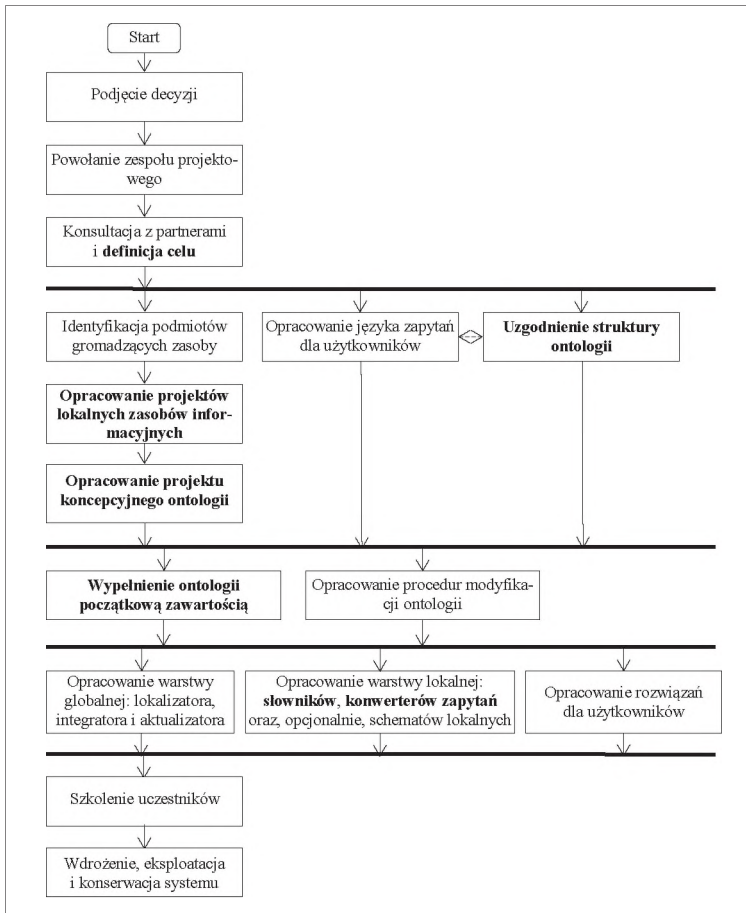 Start
Podjęcie decyzji
Powołanie zespołu projekto-
wego
Konsultacja z partnerami
i definicja celu
Identyfikacja podmiotów
gromadzących zasoby
Opracowanie języka zapytań
dla użytkowników
Uzgodnienie struktury
ontologii
Opracowanie projektów
lokalnych zasobów infor-
macyjnych
Opracowanie projektu
koncepcyjnego ontologii
Wypełnienie ontologii
początkową zawartością
Opracowanie procedur modyfika-
cji ontologii
Opracowanie warstwy
globalnej: lokalizatora,
integratora i aktualizatora
Opracowanie warstwy lokalnej:
słowników, konwerterów zapytań
oraz, opcjonalnie, schematów lokalnych
Opracowanie rozwiązań
dla użytkowników
Szkolenie uczestników
Wdrożenie, eksploatacja
i konserwacja systemu